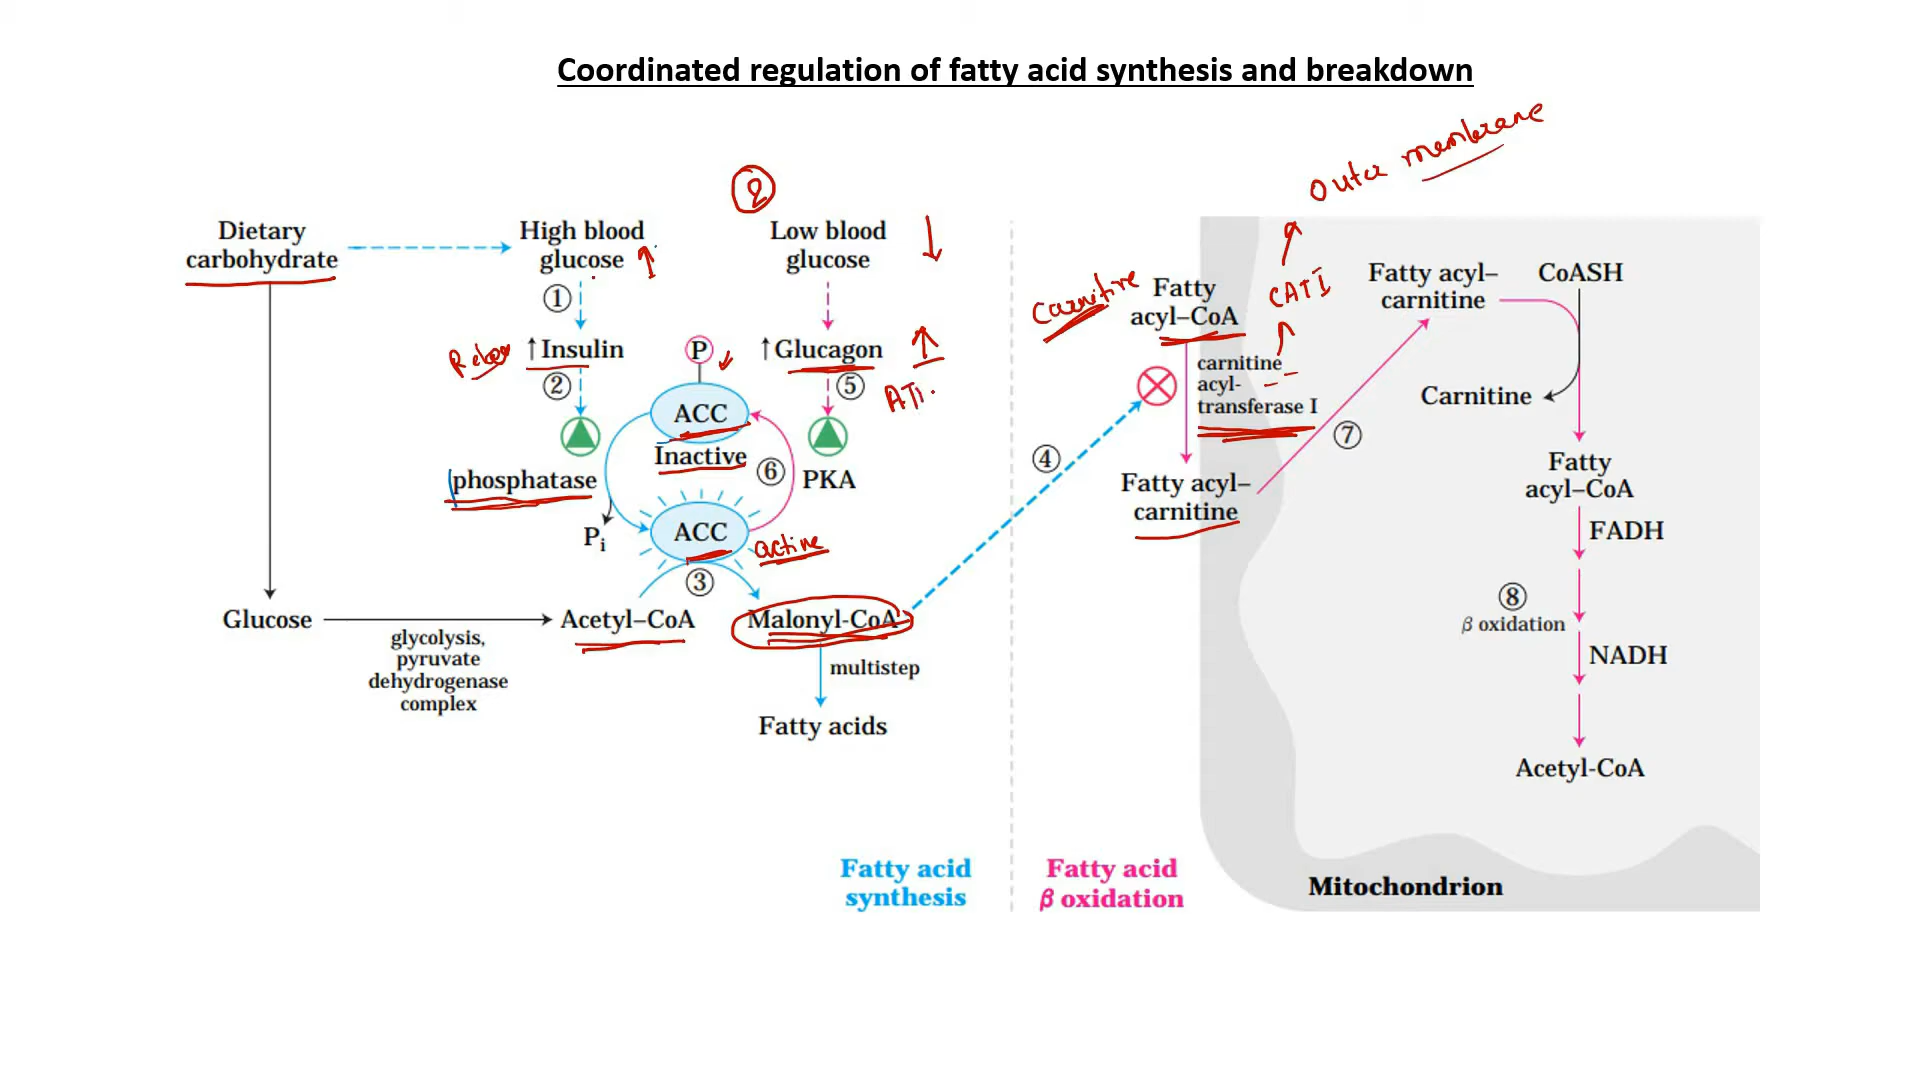 Coordinated regulation of fatty acid synthesis and breakdown
Outer membrane
2
Dietary
carbohydrate
High blood
glucose
Low blood
glucose
1
↑Insulin
2
phosphatase
Pi
P
ACC
Inactive
6
ACC
active
3
↑Glucagon
5
PKA
Glucose
glycolysis,
pyruvate
dehydrogenase
complex
Acetyl–CoA
Malonyl-CoA
multistep
Fatty acids
4
Carnitine
Fatty
acyl–CoA
CAT I
carnitine
acyl-
transferase I
Fatty acyl–
carnitine
7
Fatty acyl–
carnitine
CoASH
Carnitine
Fatty
acyl–CoA
FADH
8
β oxidation
NADH
Acetyl-CoA
Fatty acid
synthesis
Fatty acid
β oxidation
Mitochondrion